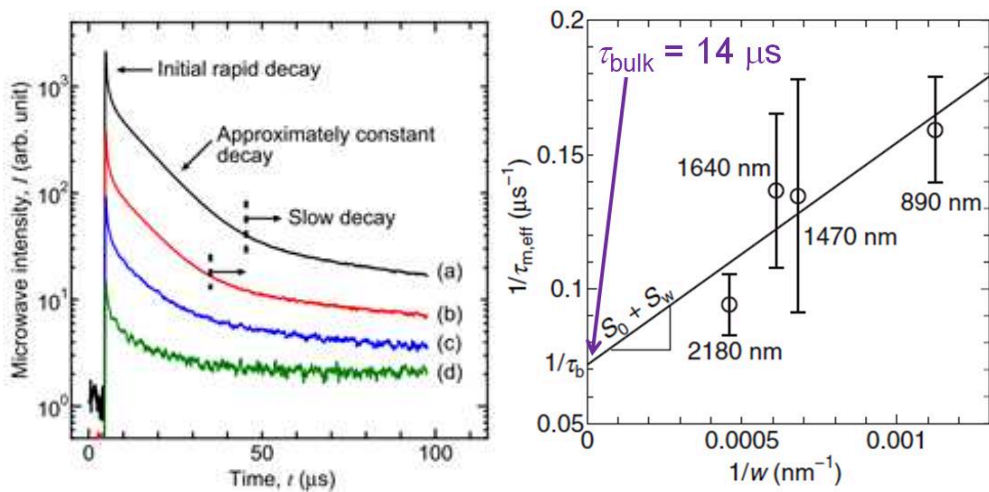 Microwave intensity, I (arb. unit)
10³
10²
10¹
10⁰
Initial rapid decay
Approximately constant
decay
Slow decay
(a)
(b)
(c)
(d)
0
50
100
Time, t (μs)
1/τm,eff (μs⁻¹)
0.2
0.15
0.1
0.05
τbulk = 14 μs
1640 nm
890 nm
1470 nm
2180 nm
S₀ + Sw
1/τb
0
0.0005
0.001
1/w (nm⁻¹)